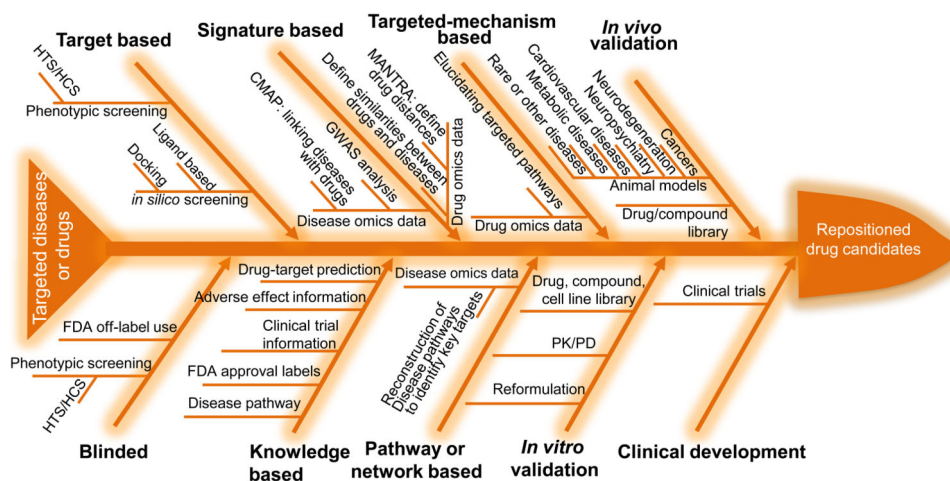 Target based
HTS/HCS
Phenotypic screening
Ligand based
Docking
in silico screening
Signature based
CMAP: linking diseases
with drugs
GWAS analysis
Disease omics data
Define similarities between
drugs and diseases
MANTRA: define
drug distances
Drug omics data
Targeted-mechanism
based
Elucidating targeted pathways
Drug omics data
In vivo
validation
Rare or other diseases
Metabolic diseases
Cardiovascular diseases
Neuropsychiatry
Neurodegeneration
Cancers
Animal models
Drug/compound
library
Targeted diseases
or drugs
Repositioned
drug candidates
FDA off-label use
Phenotypic screening
HTS/HCS
Blinded
Drug-target prediction
Adverse effect information
Clinical trial
information
FDA approval labels
Disease pathway
Knowledge
based
Disease omics data
Reconstruction of
Disease pathways
to identify key targets
Pathway or
network based
Drug, compound,
cell line library
PK/PD
Reformulation
In vitro
validation
Clinical trials
Clinical development